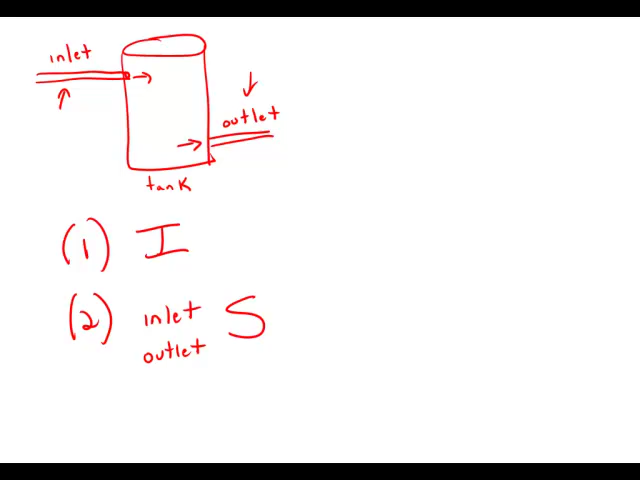 inlet
outlet
tank
(1) I
(2) inlet S
outlet